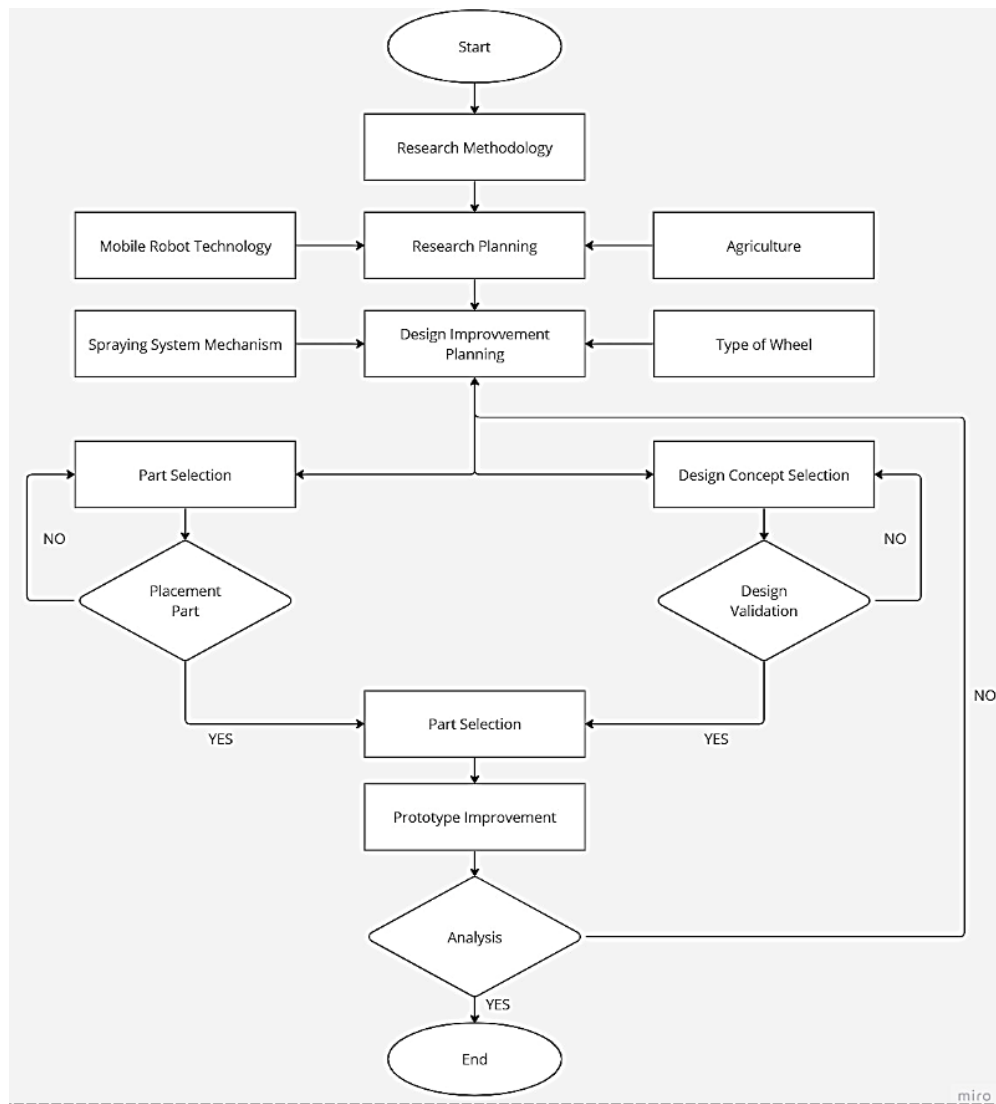 Start
Research Methodology
Mobile Robot Technology
Research Planning
Agriculture
Spraying System Mechanism
Design Improvvement
Planning
Type of Wheel
Part Selection
Design Concept Selection
NO
NO
Placement
Part
Design
Validation
NO
Part Selection
YES
YES
Prototype Improvement
Analysis
YES
End
miro